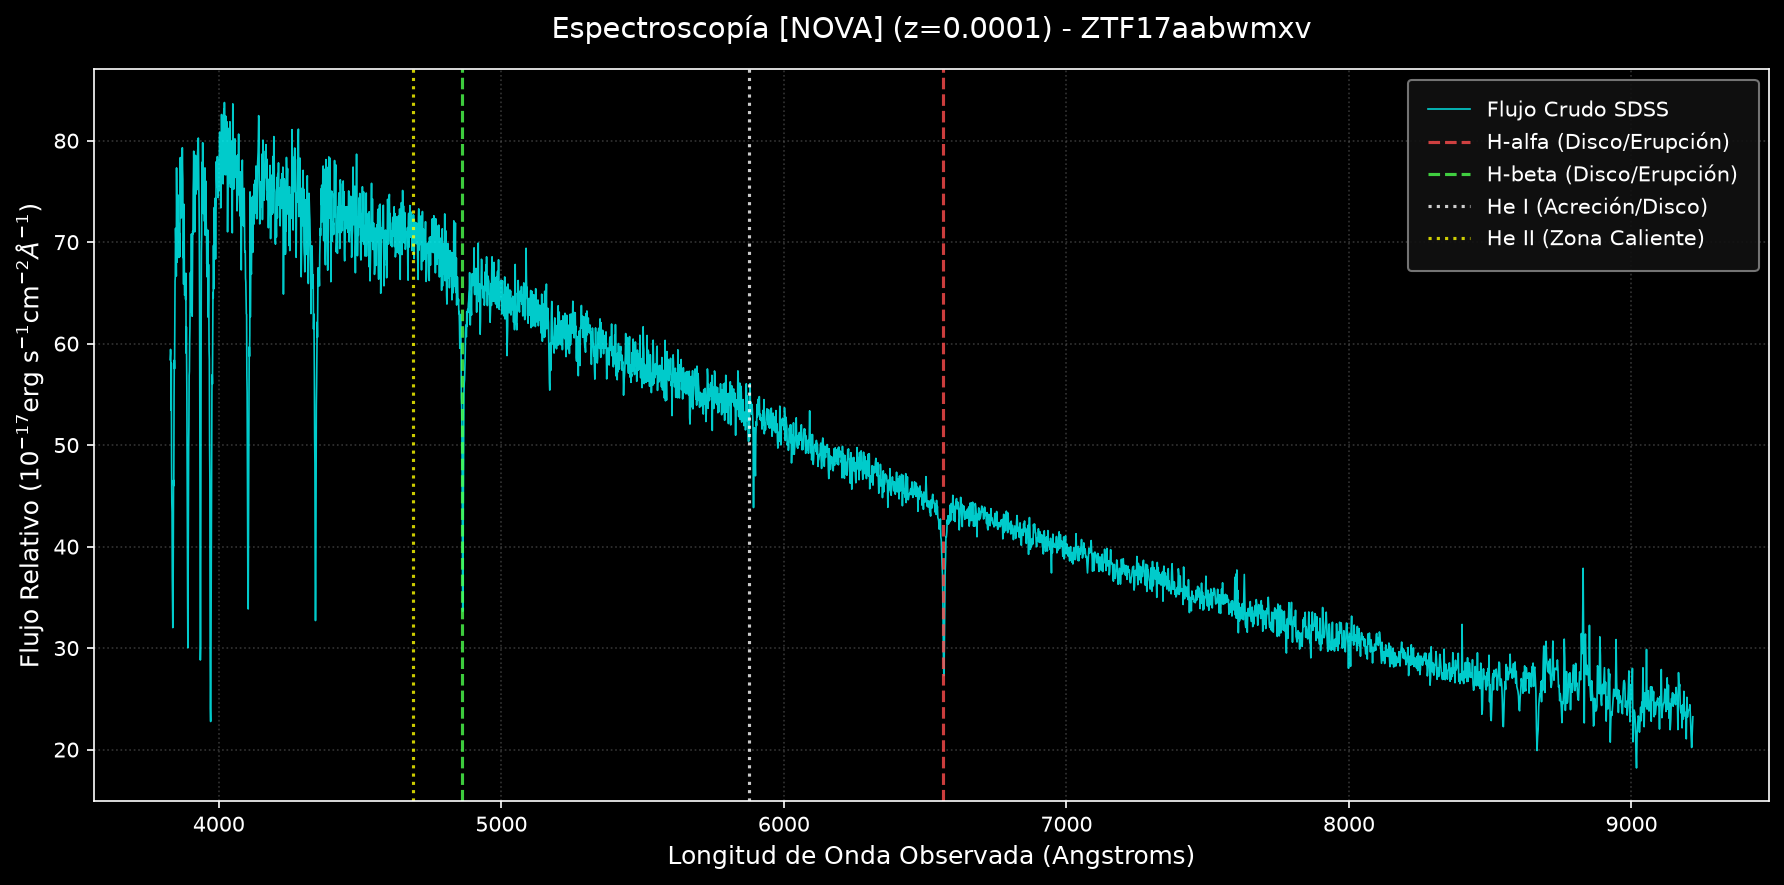 Espectroscopía [NOVA] (z=0.0001) - ZTF17aabwmxv
Flujo Crudo SDSS
H-alfa (Disco/Erupción)
H-beta (Disco/Erupción)
He I (Acreción/Disco)
He II (Zona Caliente)
Flujo Relativo (10⁻¹⁷erg s⁻¹cm⁻²Å⁻¹)
80
70
60
50
40
30
20
4000 5000 6000 7000 8000 9000
Longitud de Onda Observada (Angstroms)